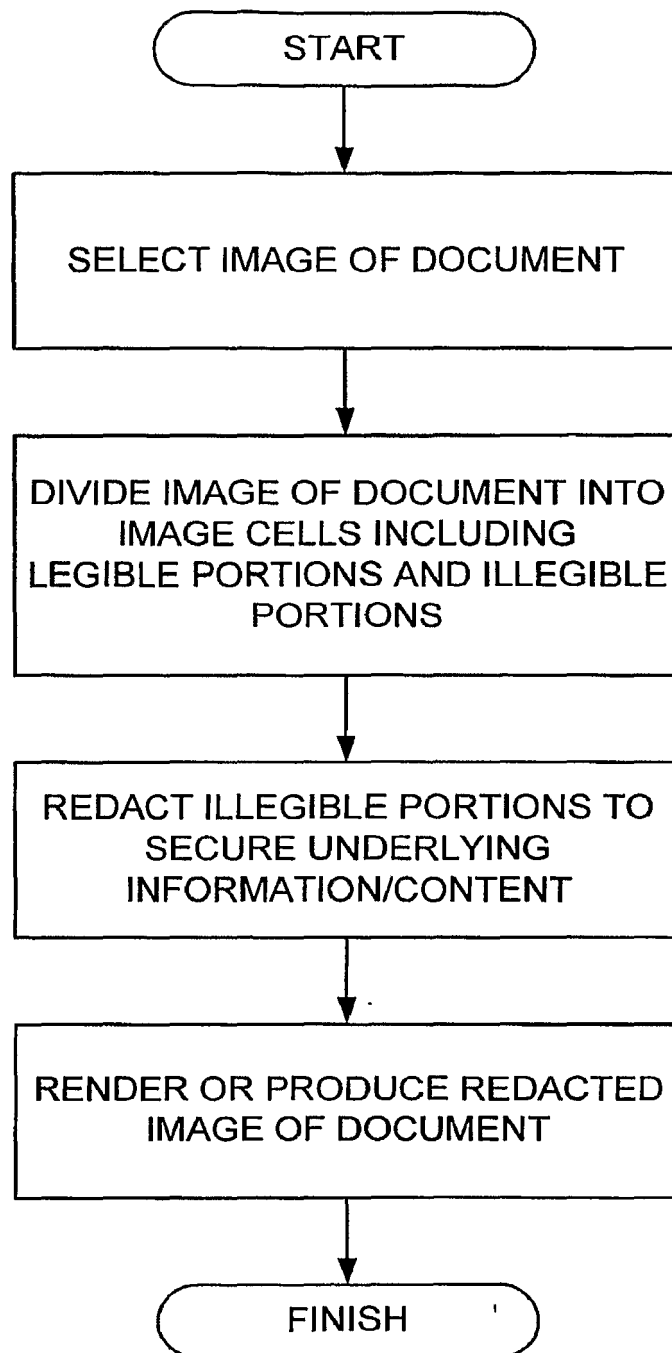 START
SELECT IMAGE OF DOCUMENT
DIVIDE IMAGE OF DOCUMENT INTO
IMAGE CELLS INCLUDING
LEGIBLE PORTIONS AND ILLEGIBLE
PORTIONS
REDACT ILLEGIBLE PORTIONS TO
SECURE UNDERLYING
INFORMATION/CONTENT
RENDER OR PRODUCE REDACTED
IMAGE OF DOCUMENT
FINISH